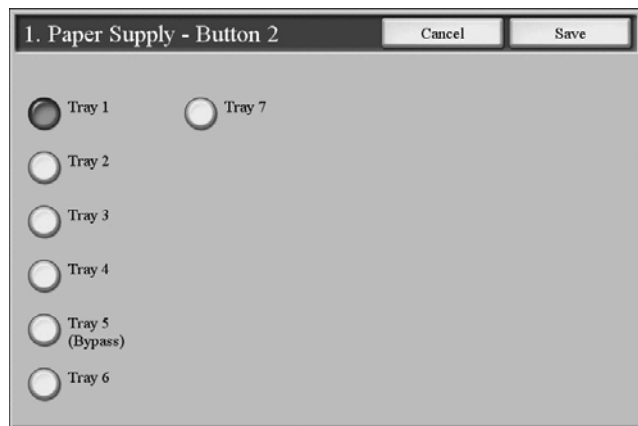 1. Paper Supply - Button 2
Cancel
Save
Tray 1
Tray 2
Tray 3
Tray 4
Tray 5
(Bypass)
Tray 6
Tray 7